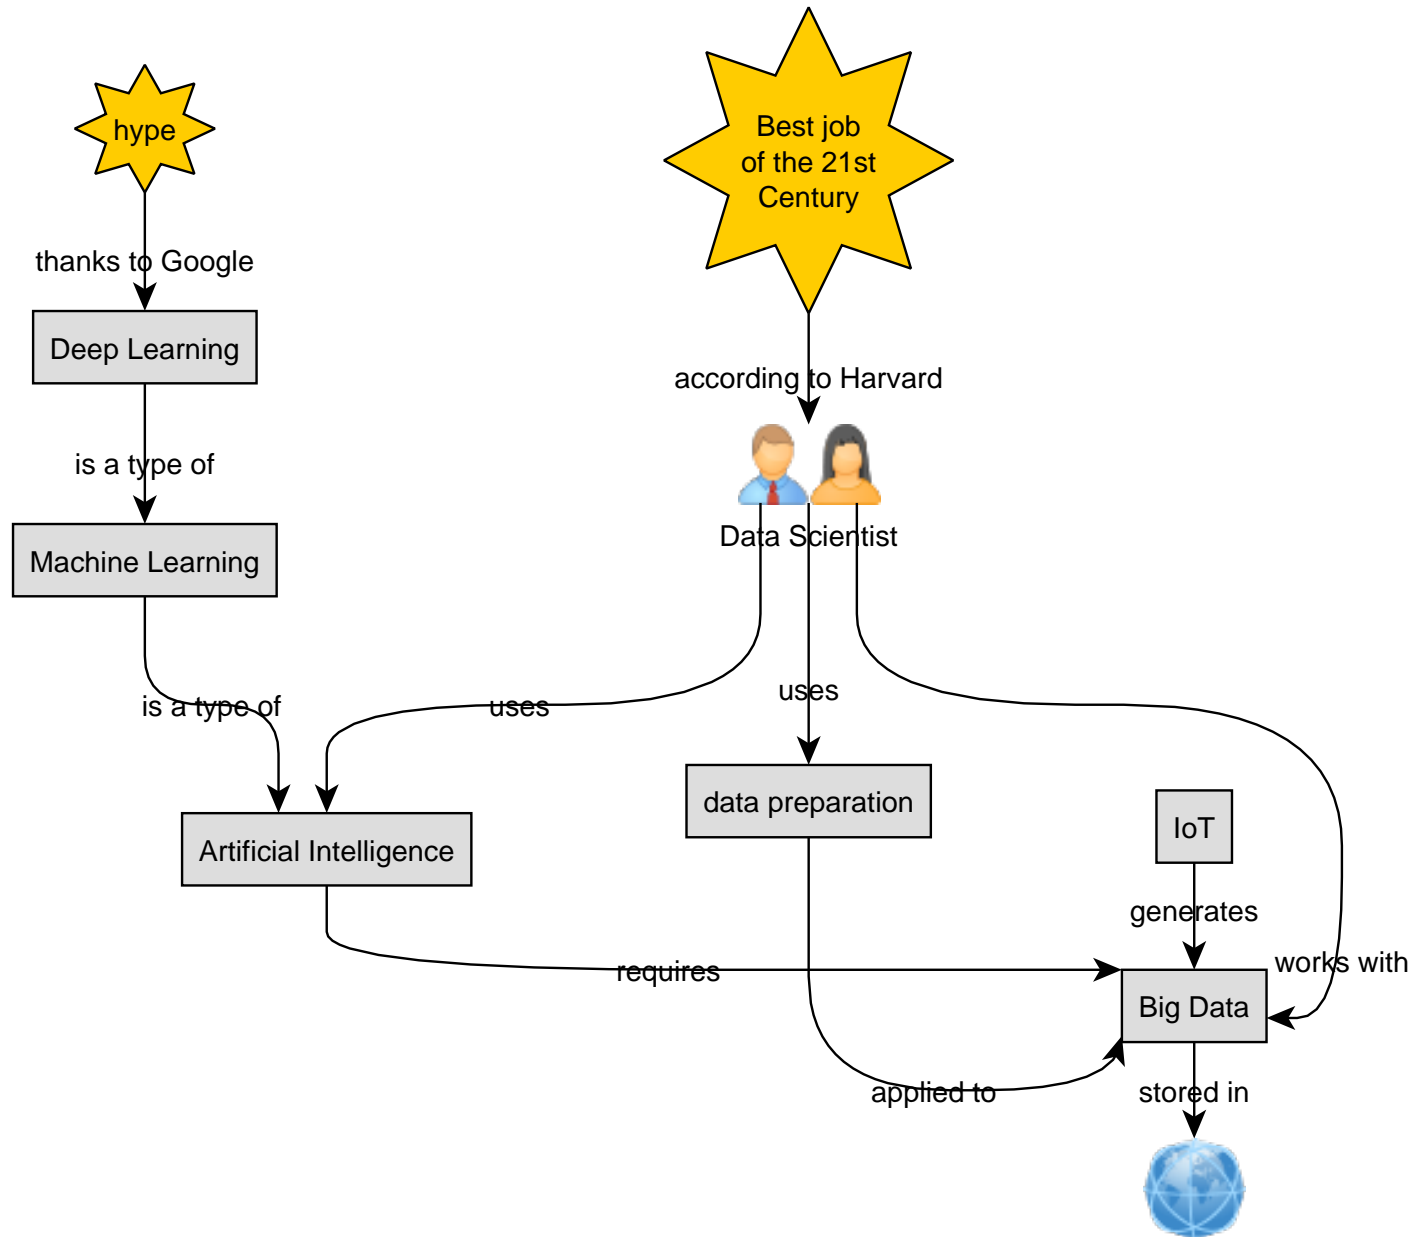 hype
Best job
of the 21st
Century
thanks to Google
Deep Learning
according to Harvard
is a type of
Data Scientist
Machine Learning
is a type of
uses
uses
data preparation
IoT
Artificial Intelligence
generates
requires
works with
Big Data
applied to
stored in